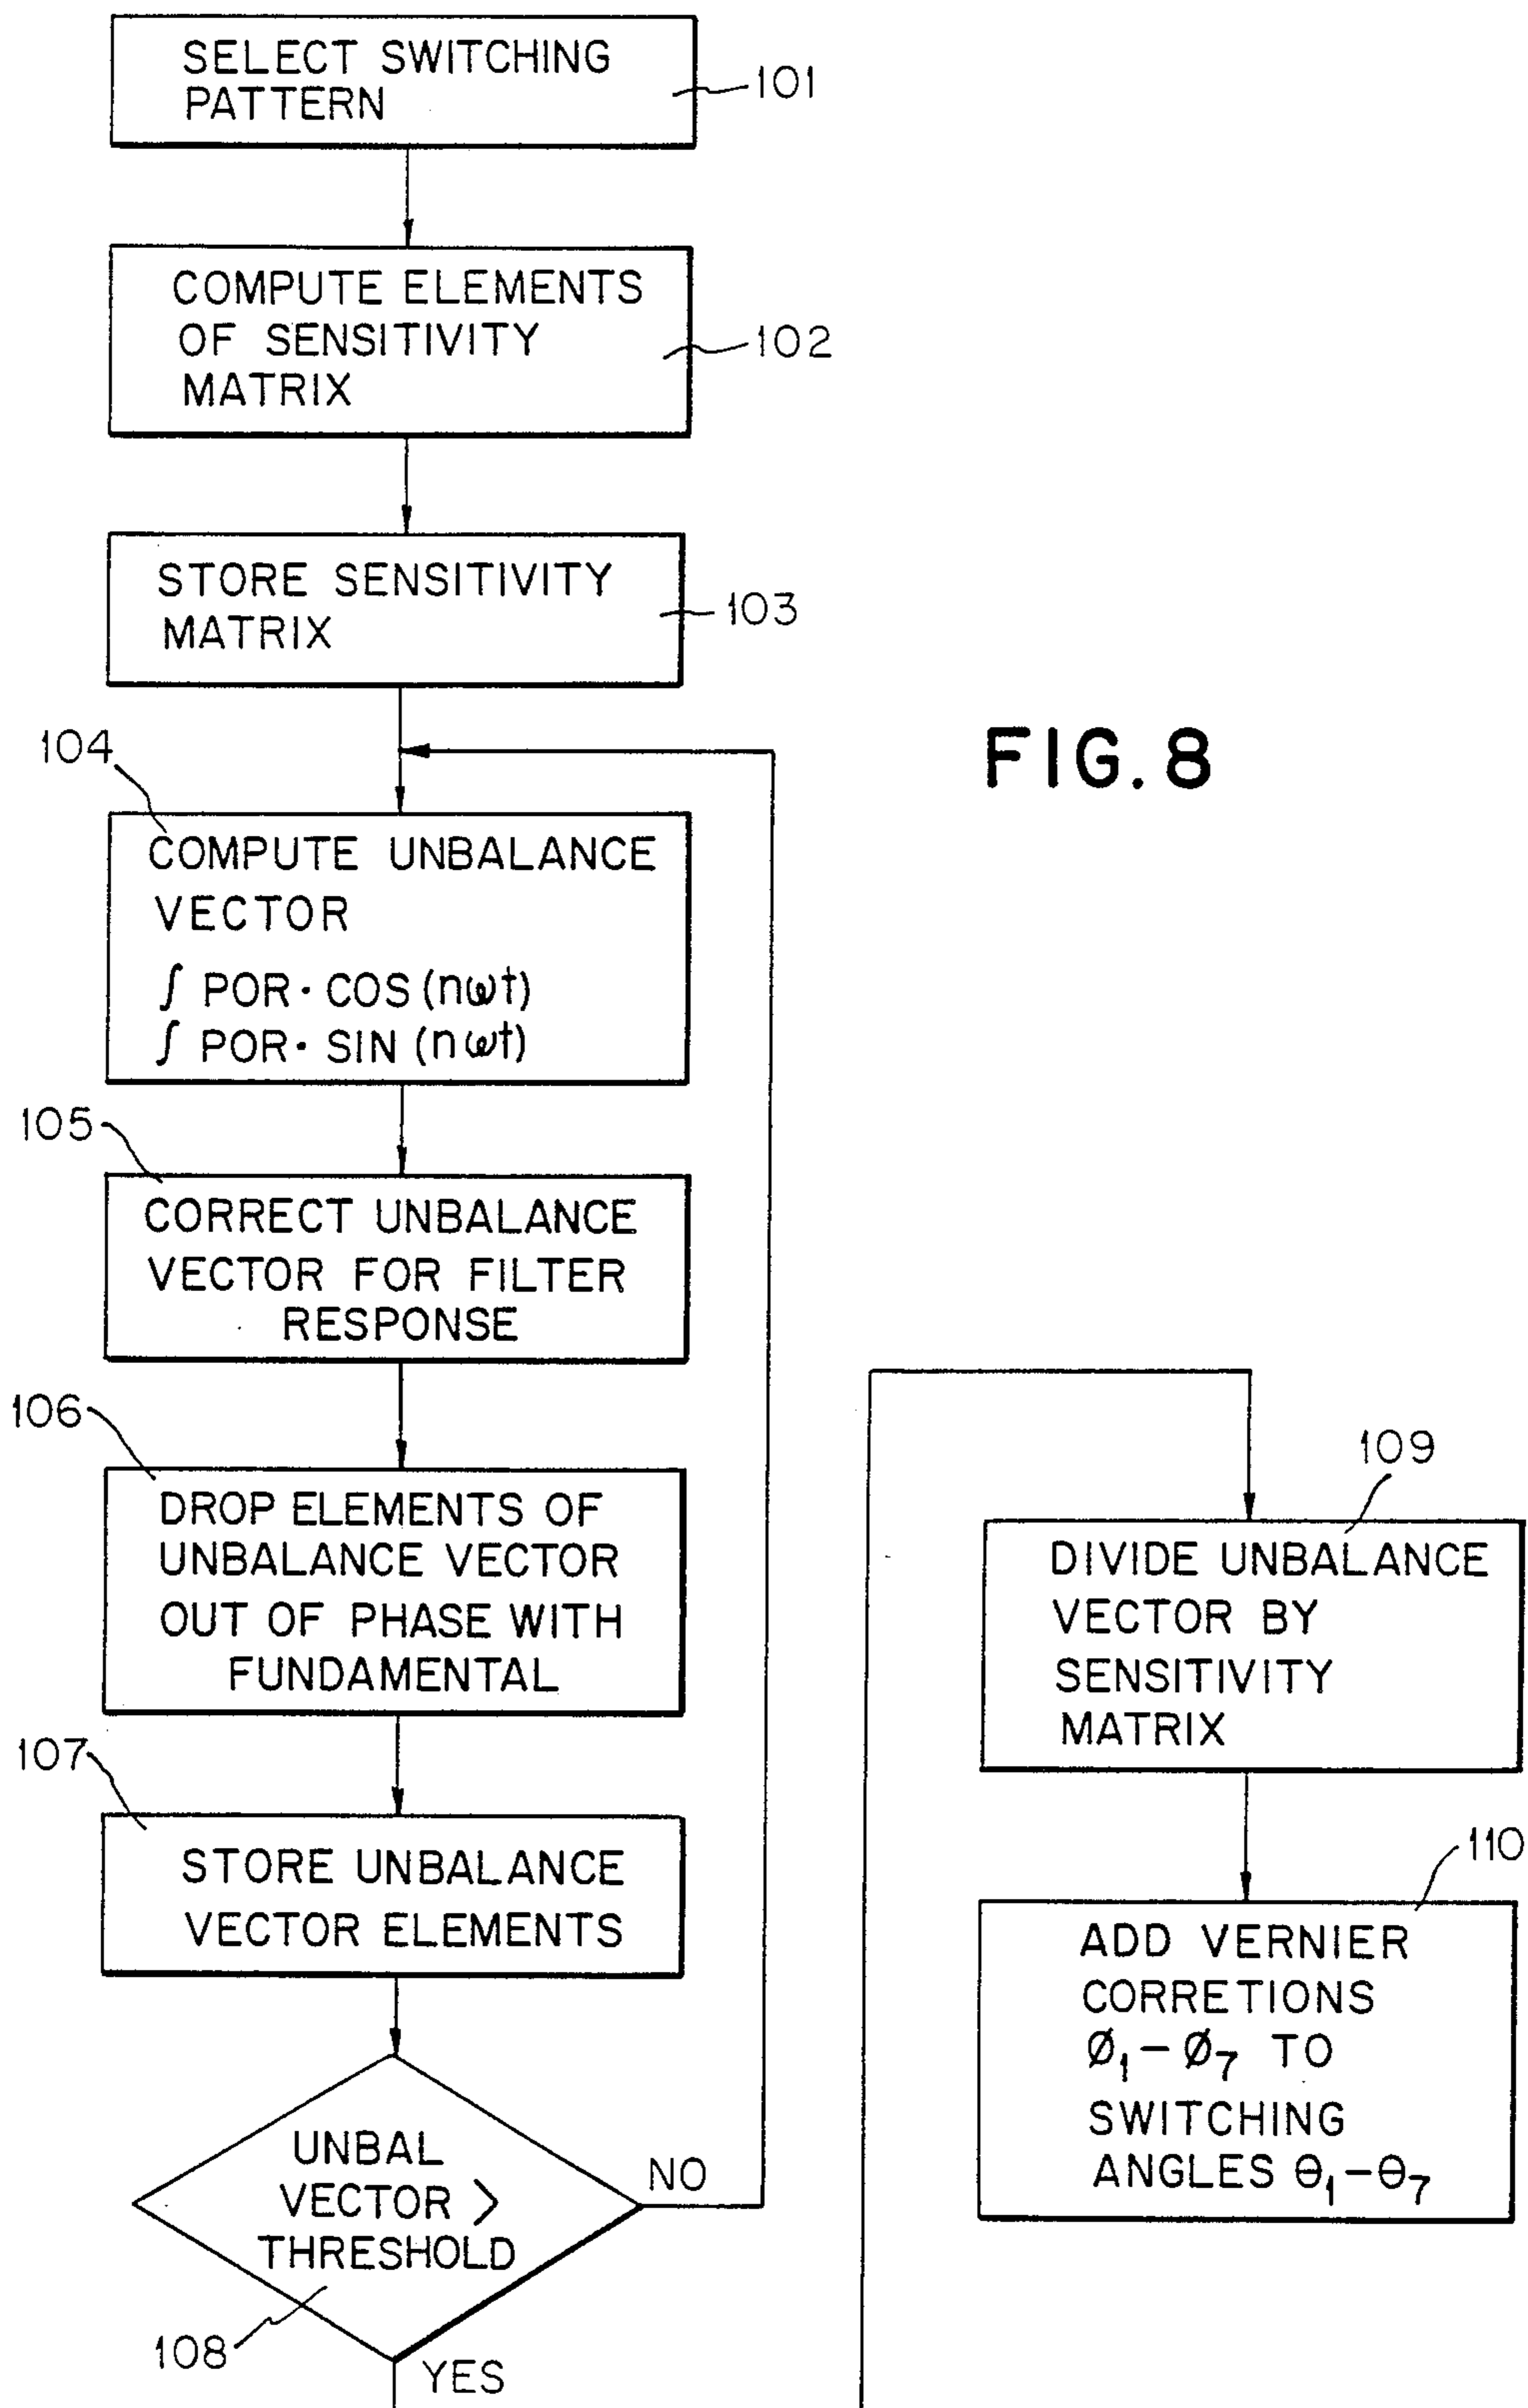 SELECT SWITCHING
PATTERN
101
COMPUTE ELEMENTS
OF SENSITIVITY
MATRIX
102
STORE SENSITIVITY
MATRIX
103
FIG. 8
104
COMPUTE UNBALANCE
VECTOR
∫ POR · COS (nωt)
∫ POR · SIN (nωt)
105
CORRECT UNBALANCE
VECTOR FOR FILTER
RESPONSE
106
DROP ELEMENTS OF
UNBALANCE VECTOR
OUT OF PHASE WITH
FUNDAMENTAL
107
STORE UNBALANCE
VECTOR ELEMENTS
UNBAL
VECTOR >
THRESHOLD
108
NO
YES
109
DIVIDE UNBALANCE
VECTOR BY
SENSITIVITY
MATRIX
110
ADD VERNIER
CORRETIONS
Ø₁–Ø₇ TO
SWITCHING
ANGLES Θ₁–Θ₇